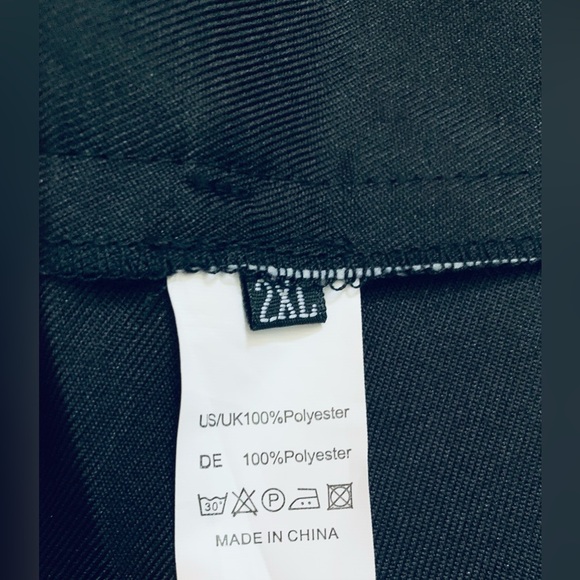 2XL
US/UK100%Polyester
DE 100%Polyester
30° P
MADE IN CHINA